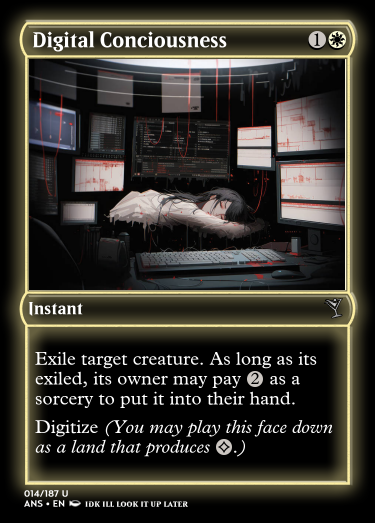 Digital Conciousness 1
Instant
Exile target creature. As long as its
exiled, its owner may pay 2 as a
sorcery to put it into their hand.
Digitize (You may play this face down
as a land that produces .)
014/187 U
ANS • EN IDK ILL LOOK IT UP LATER